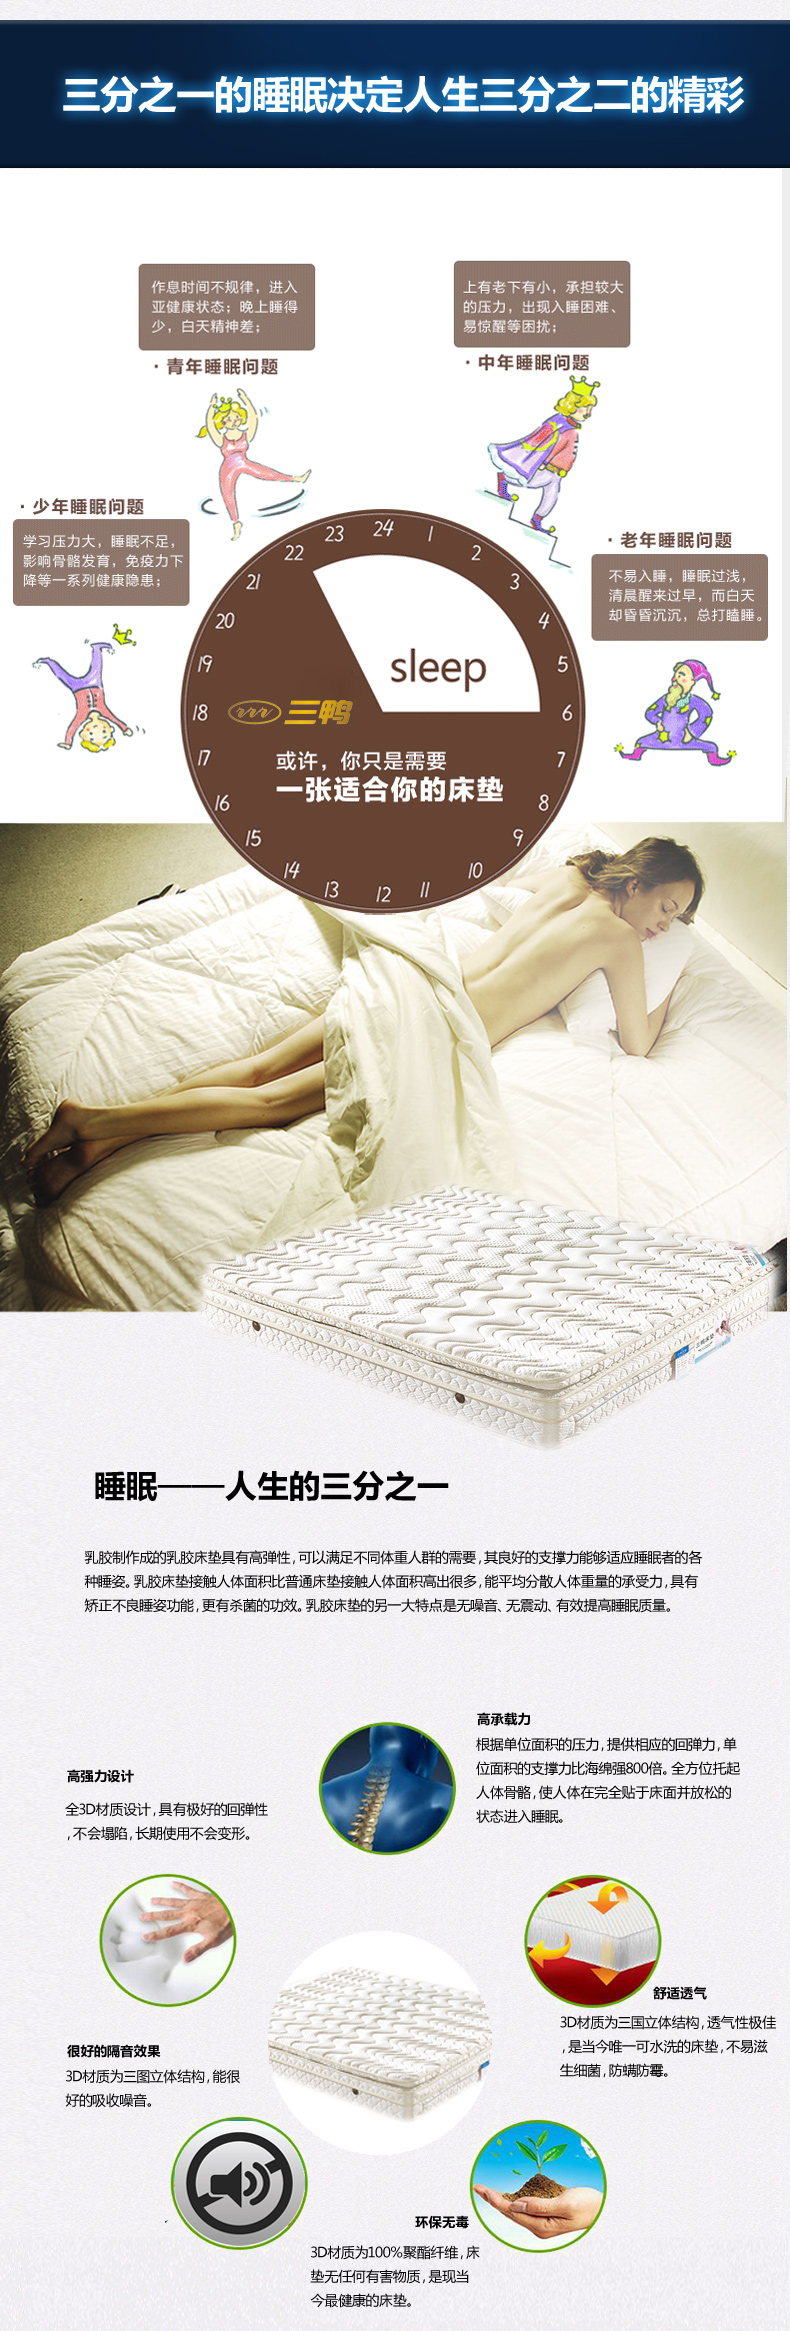 三分之一的睡眠决定人生三分之二的精彩
作息时间不规律，进入
亚健康状态；晚上睡得
少，白天精神差；
·青年睡眠问题
上有老下有小，承担较大
的压力，出现入睡困难、
易惊醒等困扰；
·中年睡眠问题
·少年睡眠问题
学习压力大，睡眠不足，
影响骨骼发育，免疫力下
降等一系列健康隐患；
·老年睡眠问题
不易入睡，睡眠过浅，
清晨醒来过早，而白天
却昏昏沉沉，总打瞌睡。
24
1
2
3
4
5
6
7
8
9
10
11
12
13
14
15
16
17
18
19
20
21
22
23
sleep
三鸭
或许，你只是需要
一张适合你的床垫
睡眠——人生的三分之一
乳胶制作成的乳胶床垫具有高弹性，可以满足不同体重人群的需要，其良好的支撑力能够适应睡眠者的各
种睡姿。乳胶床垫接触人体面积比普通床垫接触人体面积高出很多，能平均分散人体重量的承受力，具有
矫正不良睡姿功能，更有杀菌的功效。乳胶床垫的另一大特点是无噪音、无震动、有效提高睡眠质量。
高承载力
根据单位面积的压力，提供相应的回弹力，单
位面积的支撑力比海绵强800倍。全方位托起
人体骨骼，使人体在完全贴于床面并放松的
状态进入睡眠。
高强力设计
全3D材质设计，具有极好的回弹性
，不会塌陷，长期使用不会变形。
舒适透气
3D材质为三国立体结构，透气性极佳
，是当今唯一可水洗的床垫，不易滋
生细菌，防螨防霉。
很好的隔音效果
3D材质为三图立体结构，能很
好的吸收噪音。
环保无毒
3D材质为100%聚酯纤维，床
垫无任何有害物质，是现当
今最健康的床垫。